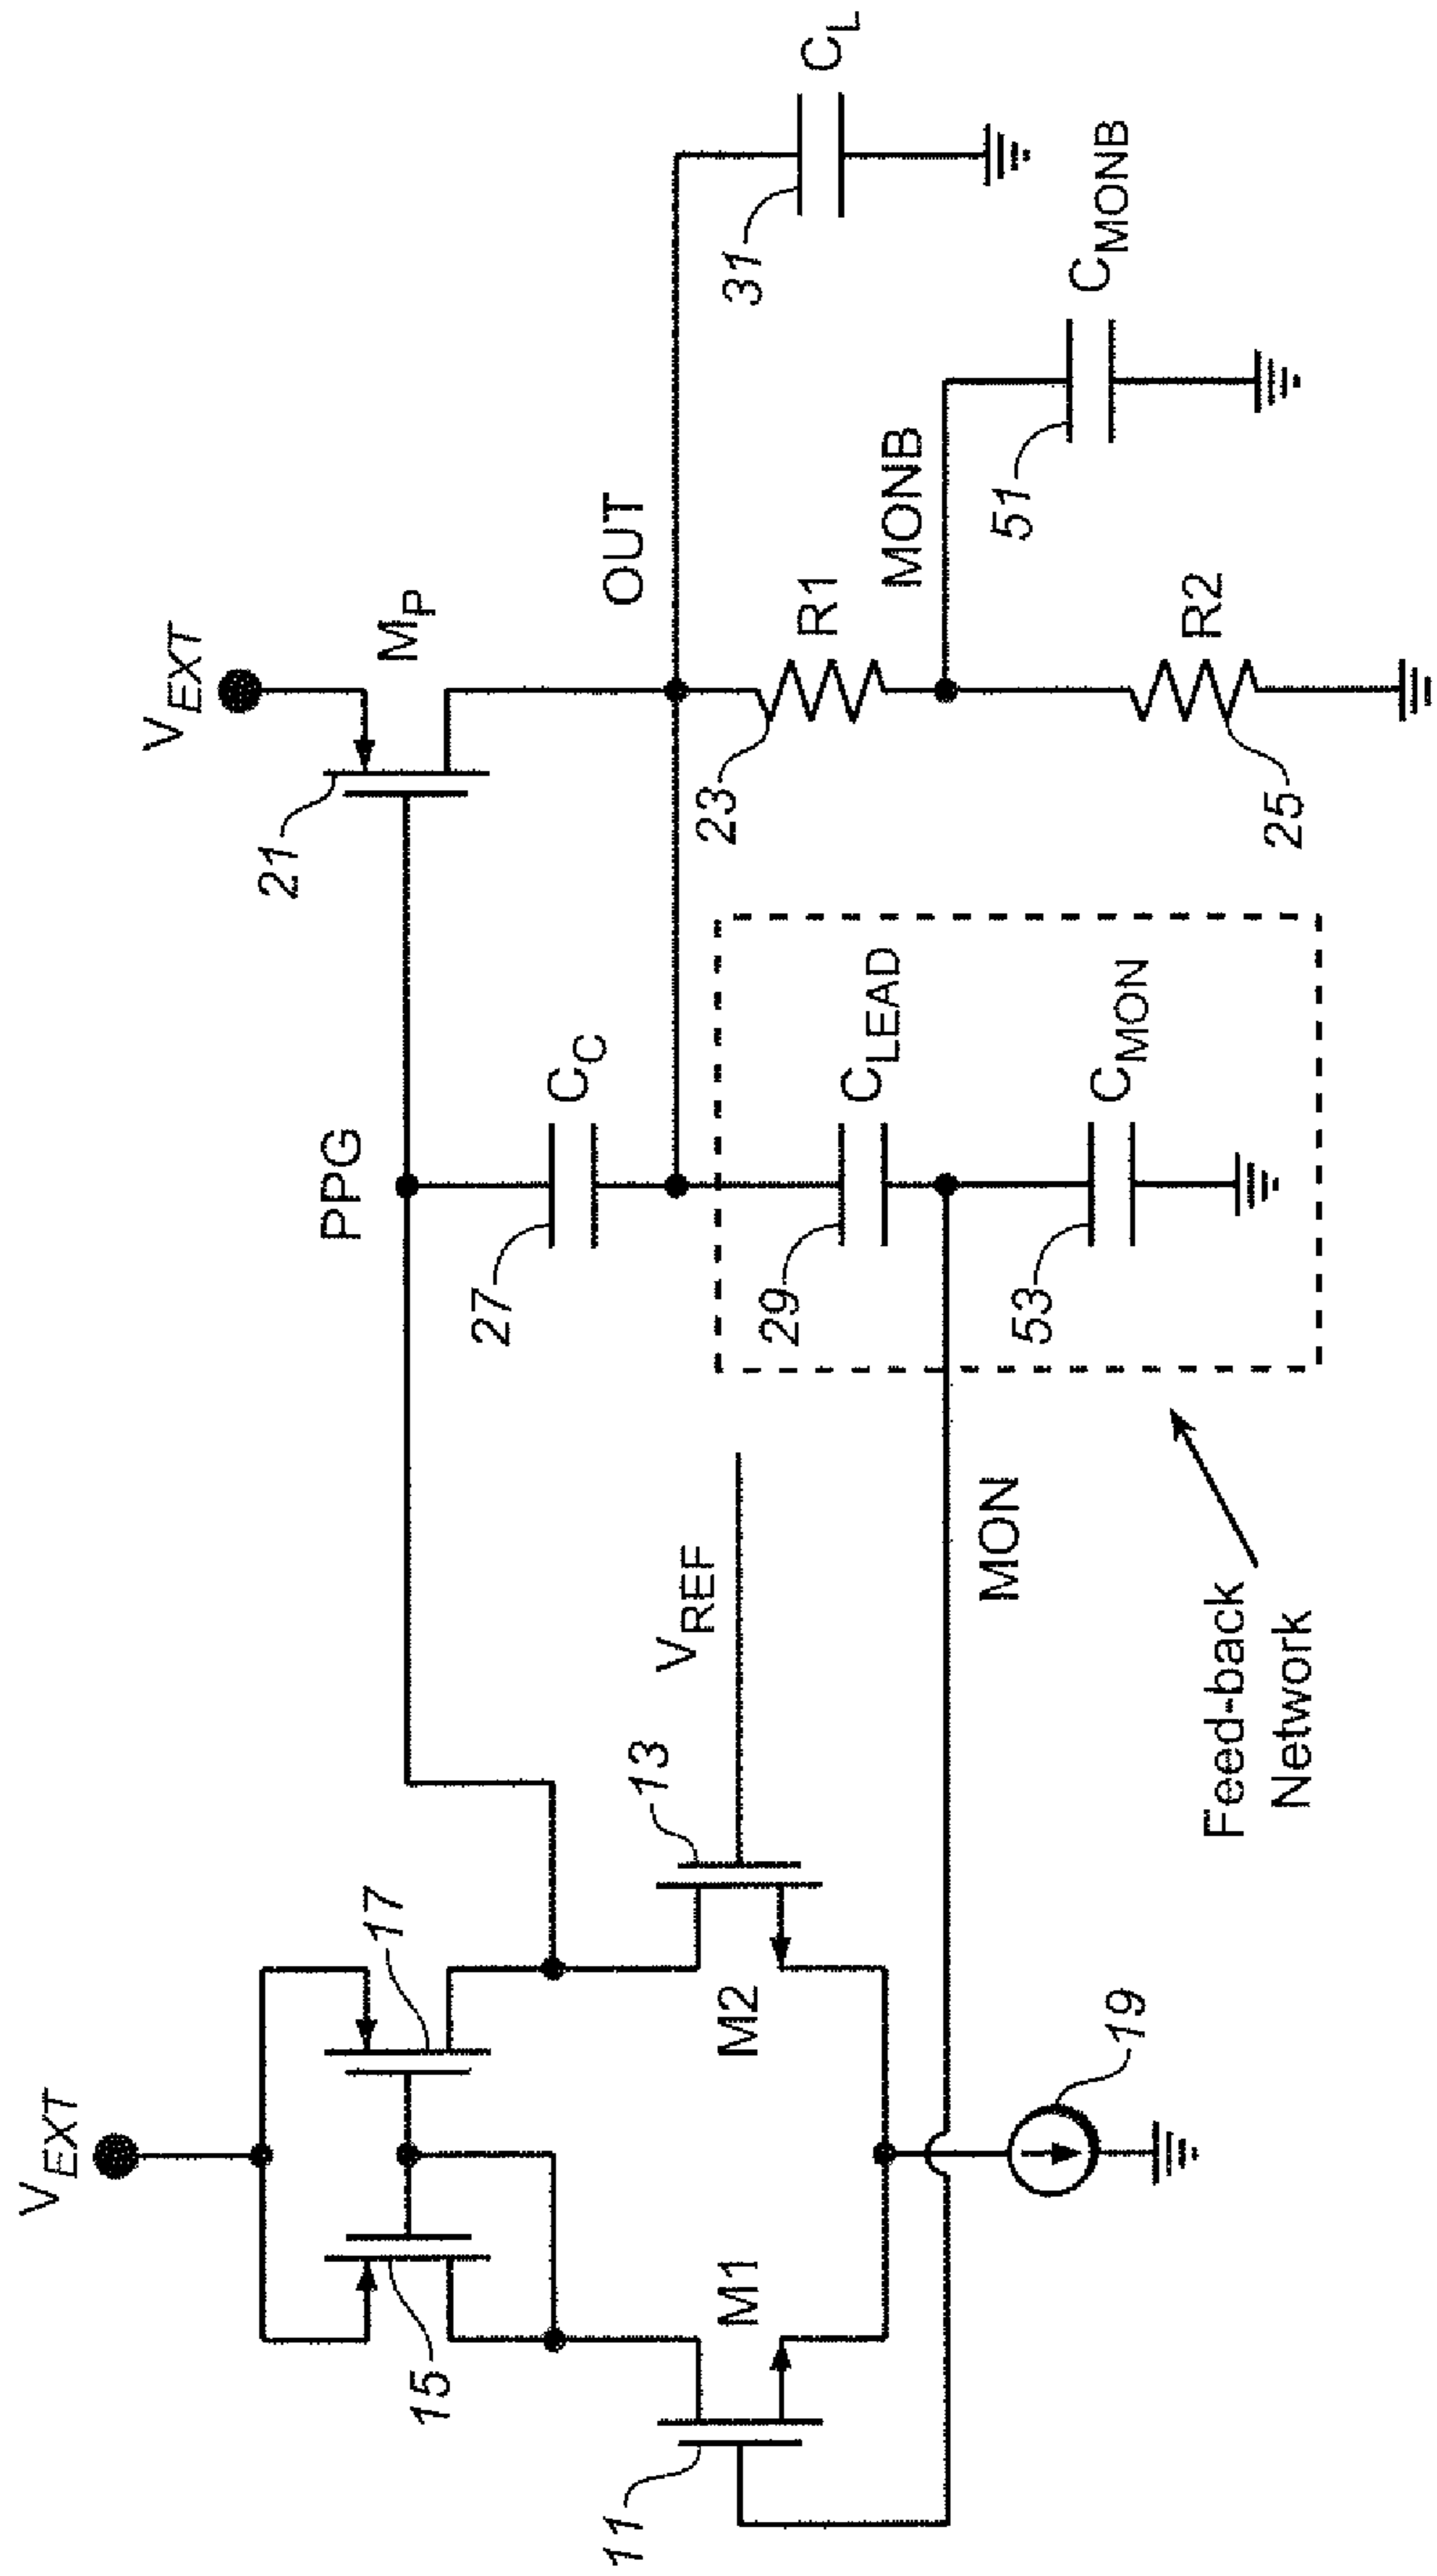 V_EXT
V_EXT
15
17
M1
M2
11
13
V_REF
19
MON
PPG
27
C_C
21
M_P
OUT
29
C_LEAD
53
C_MON
Feed-back
Network
23
R1
MONB
25
R2
31
C_L
51
C_MONB